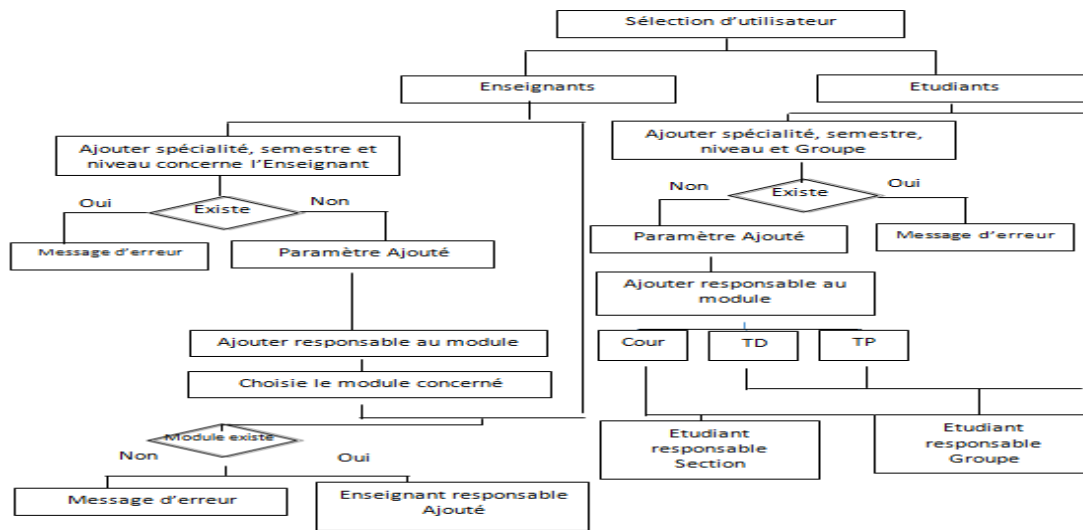 Sélection d'utilisateur
Enseignants
Etudiants
Ajouter spécialité, semestre et
niveau concerne l'Enseignant
Ajouter spécialité, semestre,
niveau et Groupe
Oui
Existe
Non
Non
Existe
Oui
Message d'erreur
Paramètre Ajouté
Paramètre Ajouté
Message d'erreur
Ajouter responsable au
module
Ajouter responsable au module
Cour
TD
TP
Choisie le module concerné
Module existe
Non
Oui
Etudiant
responsable
Section
Etudiant
responsable
Groupe
Message d'erreur
Enseignant responsable
Ajouté